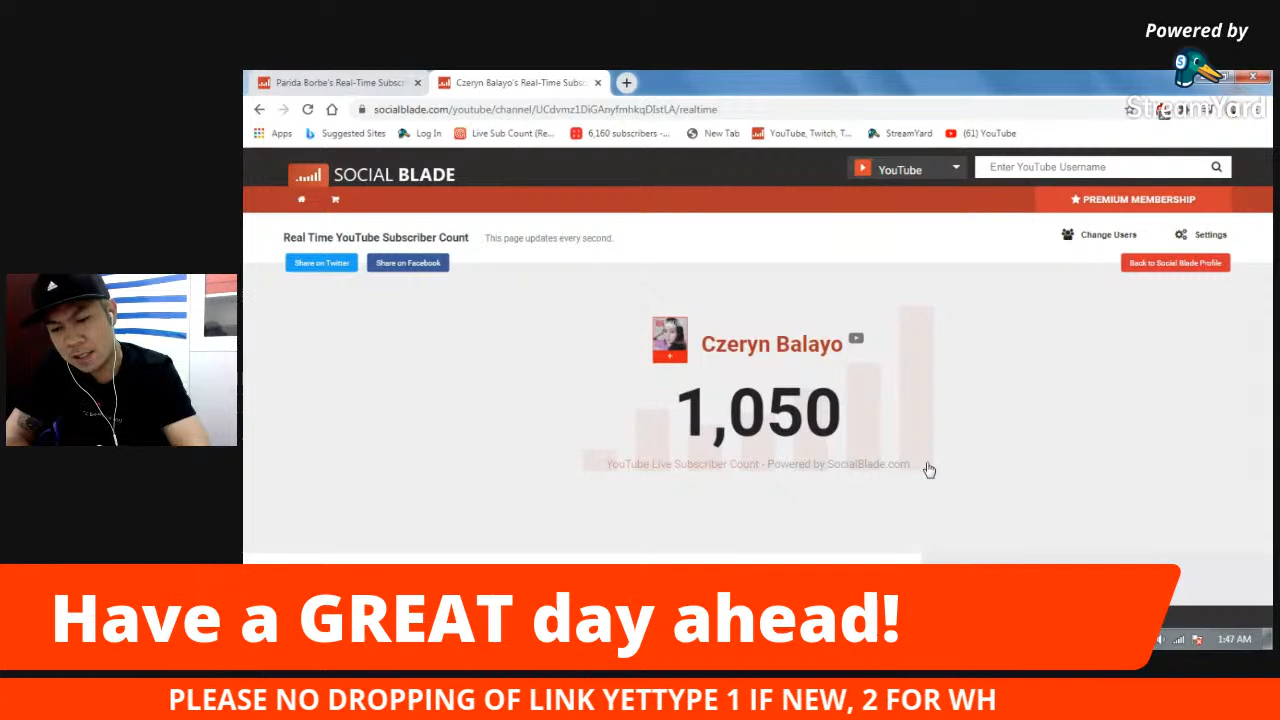 Powered by
StreamYard
Parida Borbe's Real-Time Subscr
Czeryn Balayo's Real-Time Subsc
socialblade.com/youtube/channel/UCdvmz1DiGAnyfmhkqDIstLA/realtime
Apps
Suggested Sites
Log In
Live Sub Count (Re...
6,160 subscribers -...
New Tab
YouTube, Twitch, T...
StreamYard
(61) YouTube
SOCIAL BLADE
YouTube
Enter YouTube Username
PREMIUM MEMBERSHIP
Real Time YouTube Subscriber Count
This page updates every second.
Change Users
Settings
Share on Twitter
Share on Facebook
Back to Social Blade Profile
Czeryn Balayo
1,050
YouTube Live Subscriber Count - Powered by SocialBlade.com
Have a GREAT day ahead!
1:47 AM
PLEASE NO DROPPING OF LINK YETTYPE 1 IF NEW, 2 FOR WH